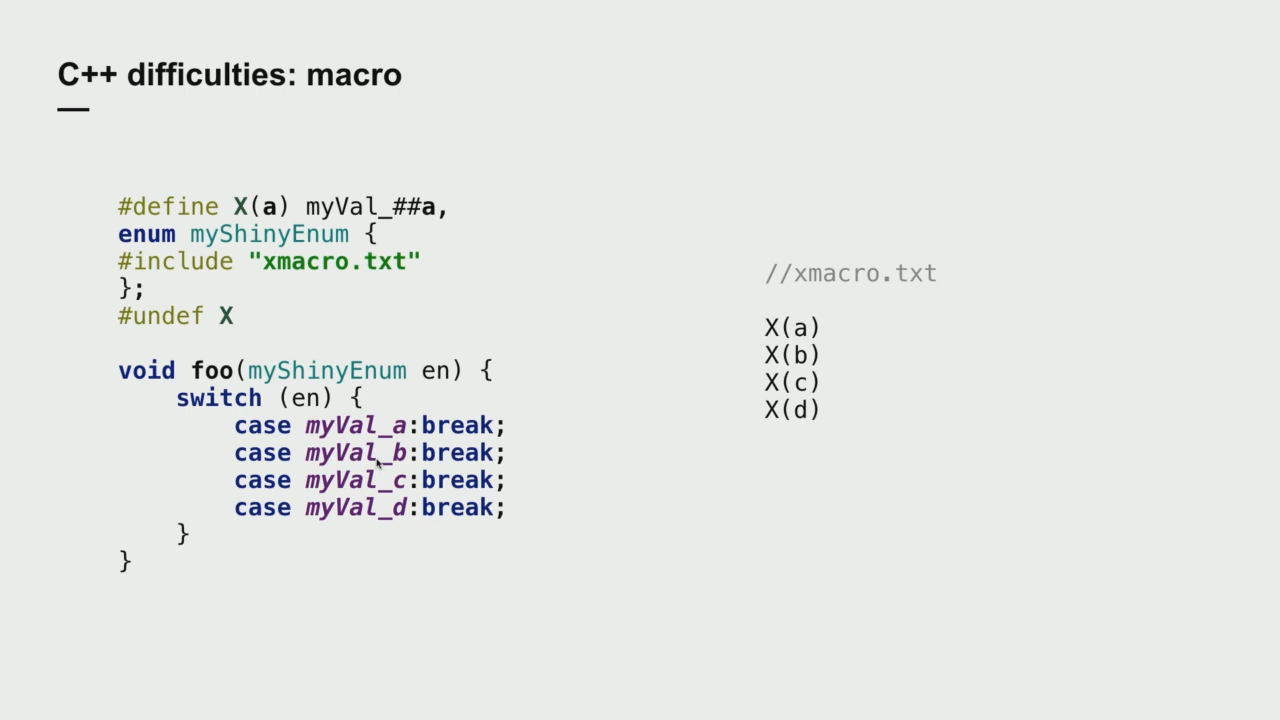 C++ difficulties: macro
#define X(a) myVal_##a,
enum myShinyEnum {
#include "xmacro.txt"
};
#undef X
void foo(myShinyEnum en) {
switch (en) {
case myVal_a:break;
case myVal_b:break;
case myVal_c:break;
case myVal_d:break;
}
}
//xmacro.txt
X(a)
X(b)
X(c)
X(d)